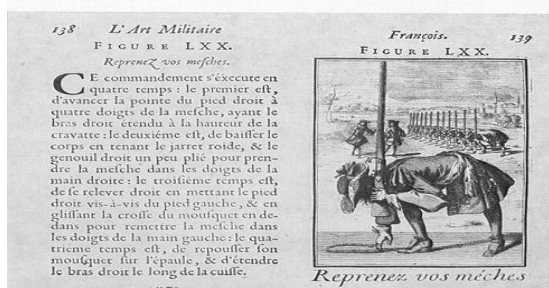 138 L'Art Militaire
FIGURE LXX.
Reprenez vos mesches.
CE commandement s'éxecute en
quatre temps : le premier est,
d'avancer la pointe du pied droit à
quatre doigts de la mesche, ayant le
bras droit étendu à la hauteur de la
cravatte : le deuxiéme est, de baisser le
corps en tenant le jarret roide, & le
genouil droit un peu plié pour pren-
dre la mesche dans les doigts de la
main droite : le troisiéme temps est,
de se relever droit en mettant le pied
droit vis-à-vis du pied gauche, & en
glissant la crosse du mousquet en de-
dans pour remettre la mesche dans
les doigts de la main gauche : le qua-
triéme temps est, de repousser son
mousquet sur l'épaule, & d'étendre
le bras droit le long de la cuisse.
François. 139
FIGURE LXX.
Reprenez vos méches